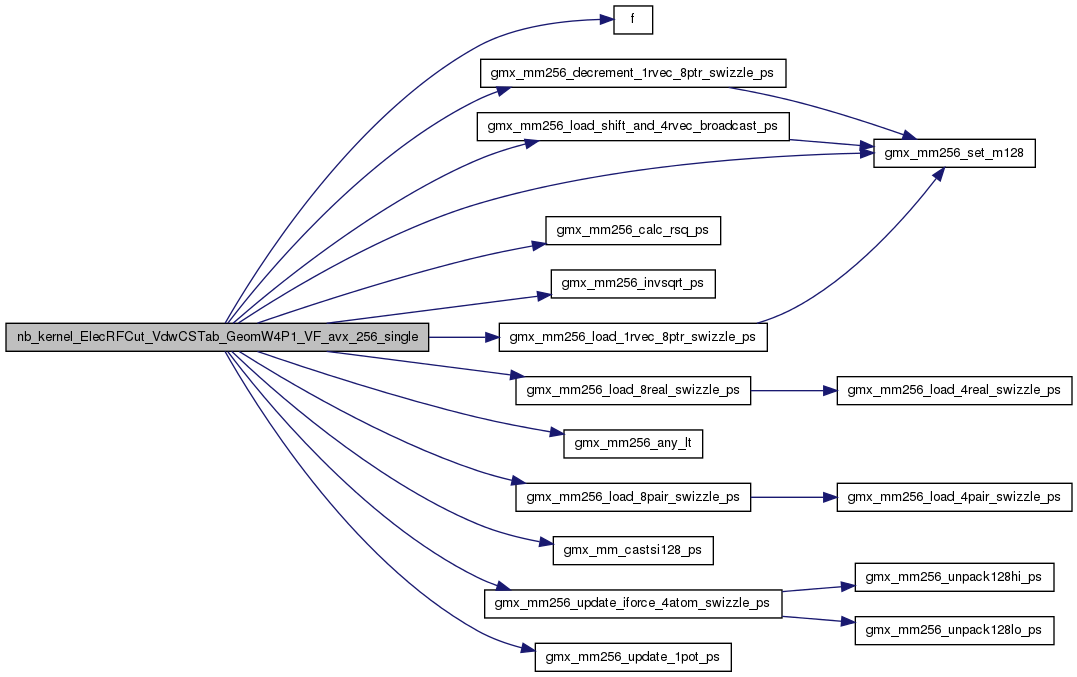 f
gmx_mm256_decrement_1rvec_8ptr_swizzle_ps
gmx_mm256_load_shift_and_4rvec_broadcast_ps
gmx_mm256_set_m128
gmx_mm256_calc_rsq_ps
gmx_mm256_invsqrt_ps
nb_kernel_ElecRFCut_VdwCSTab_GeomW4P1_VF_avx_256_single
gmx_mm256_load_1rvec_8ptr_swizzle_ps
gmx_mm256_load_8real_swizzle_ps
gmx_mm256_load_4real_swizzle_ps
gmx_mm256_any_lt
gmx_mm256_load_8pair_swizzle_ps
gmx_mm256_load_4pair_swizzle_ps
gmx_mm_castsi128_ps
gmx_mm256_unpack128hi_ps
gmx_mm256_update_iforce_4atom_swizzle_ps
gmx_mm256_unpack128lo_ps
gmx_mm256_update_1pot_ps